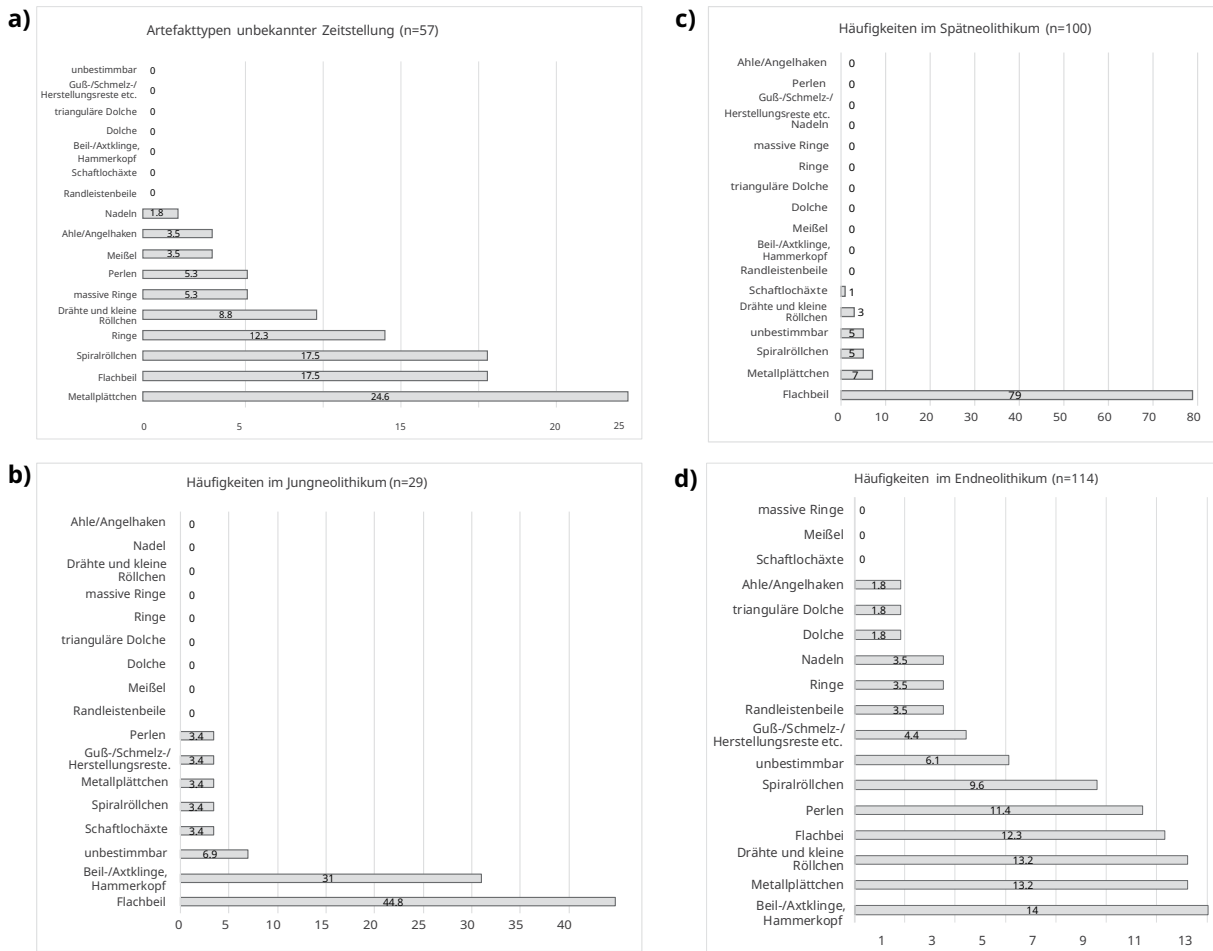 a)
Artefakttypen unbekannter Zeitstellung (n=57)
unbestimmbar 0
Guß-/Schmelz-/
Herstellungsreste etc. 0
trianguläre Dolche 0
Dolche 0
Beil-/Axtklinge,
Hammerkopf 0
Schaftlochäxte 0
Randleistenbeile 0
Nadeln 1.8
Ahle/Angelhaken 3.5
Meißel 3.5
Perlen 5.3
massive Ringe 5.3
Drähte und kleine
Röllchen 8.8
Ringe 12.3
Spiralröllchen 17.5
Flachbeil 17.5
Metallplättchen 24.6
0 5 15 20 25
b)
Häufigkeiten im Jungneolithikum (n=29)
Ahle/Angelhaken 0
Nadel 0
Drähte und kleine
Röllchen 0
massive Ringe 0
Ringe 0
trianguläre Dolche 0
Dolche 0
Meißel 0
Randleistenbeile 0
Perlen 3.4
Guß-/Schmelz-/
Herstellungsreste. 3.4
Metallplättchen 3.4
Spiralröllchen 3.4
Schaftlochäxte 3.4
unbestimmbar 6.9
Beil-/Axtklinge,
Hammerkopf 31
Flachbeil 44.8
0 5 10 15 20 25 30 35 40
c)
Häufigkeiten im Spätneolithikum (n=100)
Ahle/Angelhaken 0
Perlen 0
Guß-/Schmelz-/
Herstellungsreste etc. 0
Nadeln 0
massive Ringe 0
Ringe 0
trianguläre Dolche 0
Dolche 0
Meißel 0
Beil-/Axtklinge,
Hammerkopf 0
Randleistenbeile 0
Schaftlochäxte 1
Drähte und kleine
Röllchen 3
unbestimmbar 5
Spiralröllchen 5
Metallplättchen 7
Flachbeil 79
0 10 20 30 40 50 60 70 80
d)
Häufigkeiten im Endneolithikum (n=114)
massive Ringe 0
Meißel 0
Schaftlochäxte 0
Ahle/Angelhaken 1.8
trianguläre Dolche 1.8
Dolche 1.8
Nadeln 3.5
Ringe 3.5
Randleistenbeile 3.5
Guß-/Schmelz-/
Herstellungsreste etc. 4.4
unbestimmbar 6.1
Spiralröllchen 9.6
Perlen 11.4
Flachbei 12.3
Drähte und kleine
Röllchen 13.2
Metallplättchen 13.2
Beil-/Axtklinge,
Hammerkopf 14
1 3 5 7 9 11 13